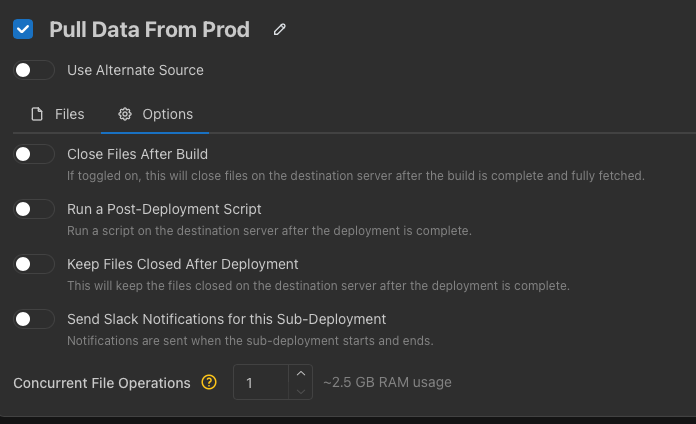 Pull Data From Prod
Use Alternate Source
Files Options
Close Files After Build
If toggled on, this will close files on the destination server after the build is complete and fully fetched.
Run a Post-Deployment Script
Run a script on the destination server after the deployment is complete.
Keep Files Closed After Deployment
This will keep the files closed on the destination server after the deployment is complete.
Send Slack Notifications for this Sub-Deployment
Notifications are sent when the sub-deployment starts and ends.
Concurrent File Operations ? 1 ~2.5 GB RAM usage